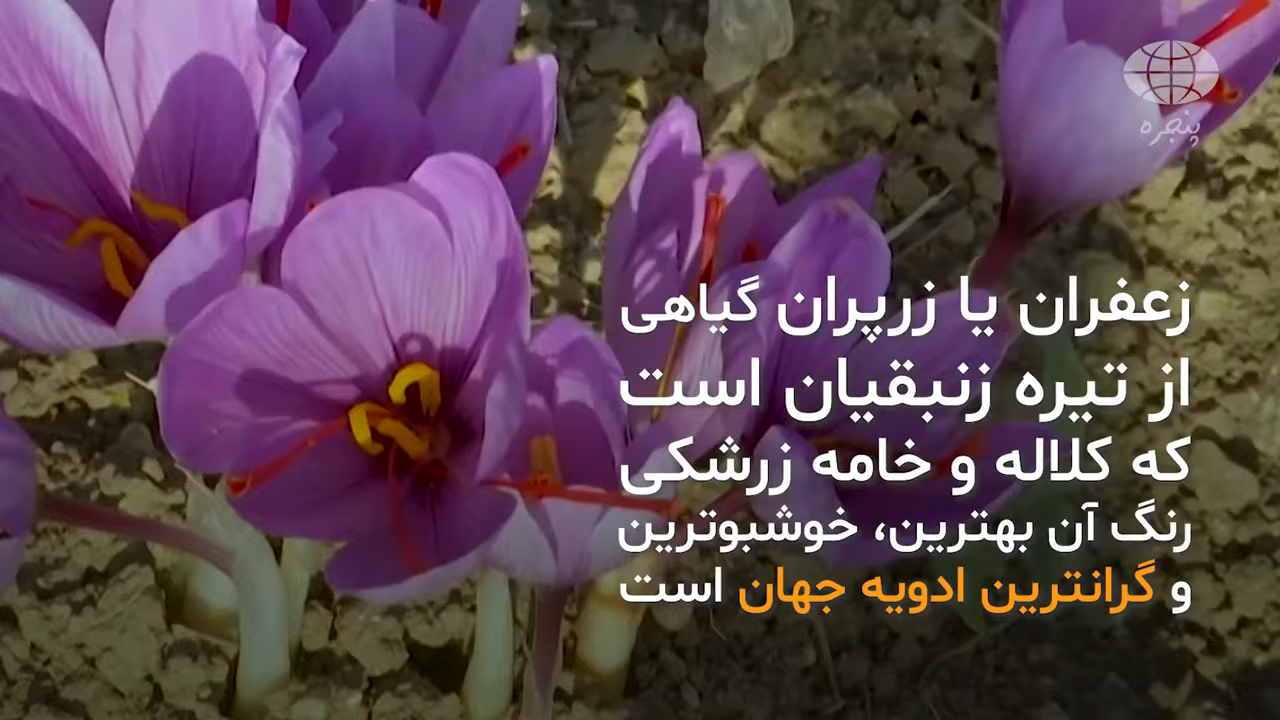 پنجره
زعفران یا زرپران گیاهی
از تیره زنبقیان است
که کلاله و خامه زرشکی
رنگ آن بهترین، خوشبوترین
و گرانترین ادویه جهان است